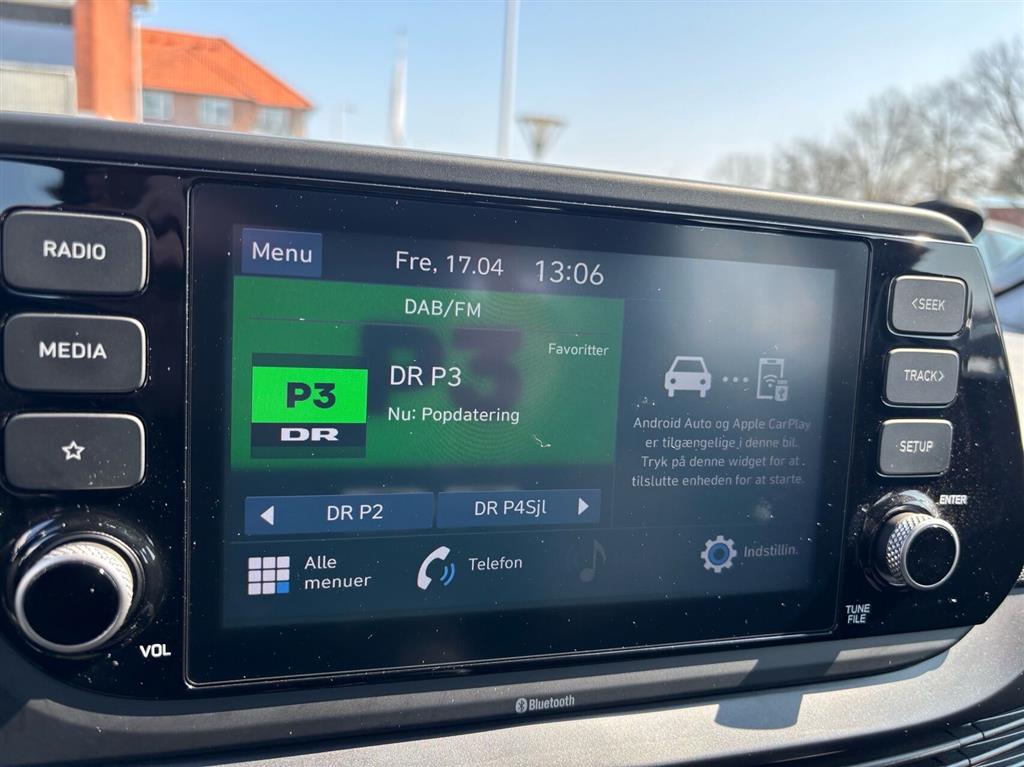 RADIO
MEDIA
VOL
Menu
Fre, 17.04
13:06
DAB/FM
P3
Favoritter
P3
DR
DR P3
Nu: Popdatering
Android Auto og Apple CarPlay
er tilgængelige i denne bil.
Tryk på denne widget for at
tilslutte enheden for at starte.
DR P2
DR P4Sjl
Alle
menuer
Telefon
Indstillin.
<SEEK
TRACK>
SETUP
ENTER
TUNE
FILE
Bluetooth